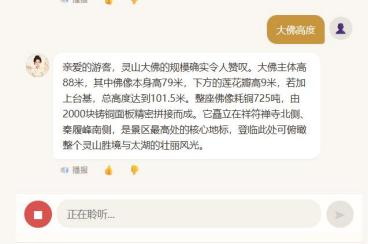 播报
大佛高度
亲爱的游客，灵山大佛的规模确实令人赞叹。大佛主体高
88米，其中佛像本身高79米，下方的莲花瓣高9米，若加
上台基，总高度达到101.5米。整座佛像耗铜725吨，由
2000块铸铜面板精密拼接而成。它矗立在祥符禅寺北侧、
秦履峰南侧，是景区最高处的核心地标，登临此处可俯瞰
整个灵山胜境与太湖的壮丽风光。
播报
正在聆听...